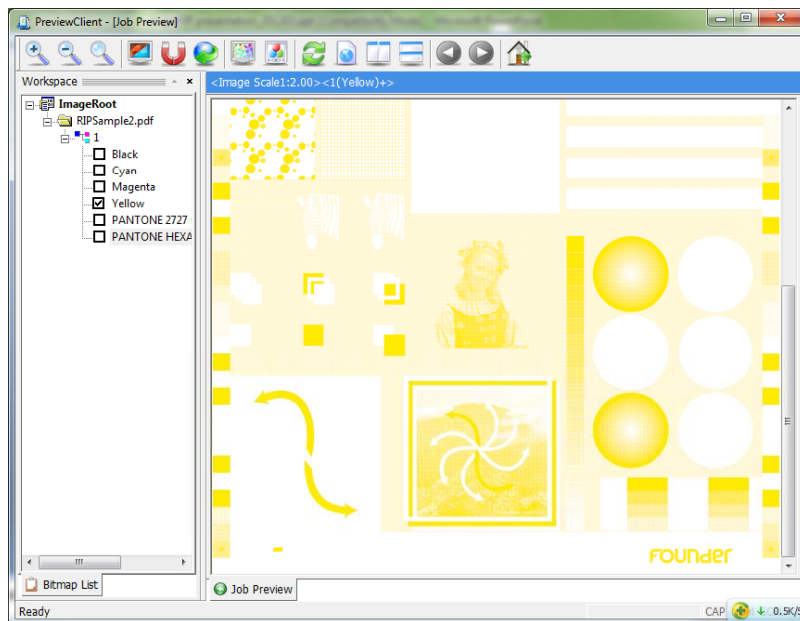 PreviewClient - [Job Preview]
Workspace
<Image Scale1:2.00><1(Yellow)+>
ImageRoot
RIPSample2.pdf
1
Black
Cyan
Magenta
Yellow
PANTONE 2727
PANTONE HEXA
Founder
Bitmap List
Job Preview
Ready
CAP
0.5K/S